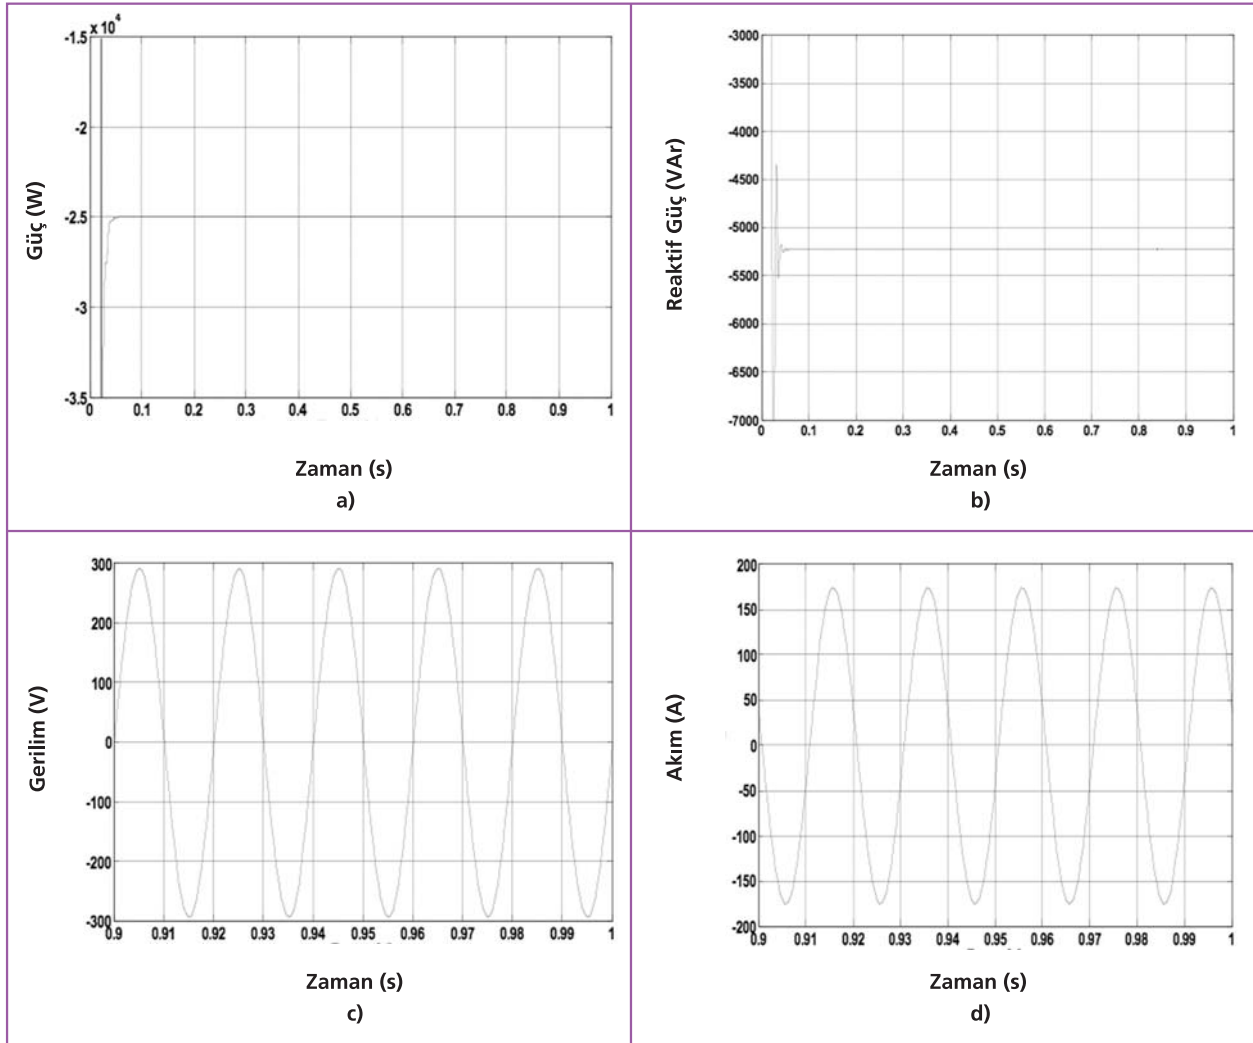 -1.5 x 10⁴
-2
-2.5
-3
-3.5
0 0.1 0.2 0.3 0.4 0.5 0.6 0.7 0.8 0.9 1
Güç (W)
Zaman (s)
a)
-3000
-3500
-4000
-4500
-5000
-5500
-6000
-6500
-7000
0 0.1 0.2 0.3 0.4 0.5 0.6 0.7 0.8 0.9 1
Reaktif Güç (VAr)
Zaman (s)
b)
300
200
100
0
-100
-200
-300
0.9 0.91 0.92 0.93 0.94 0.95 0.96 0.97 0.98 0.99 1
Gerilim (V)
Zaman (s)
c)
200
150
100
50
0
-50
-100
-150
-200
0.9 0.91 0.92 0.93 0.94 0.95 0.96 0.97 0.98 0.99 1
Akım (A)
Zaman (s)
d)